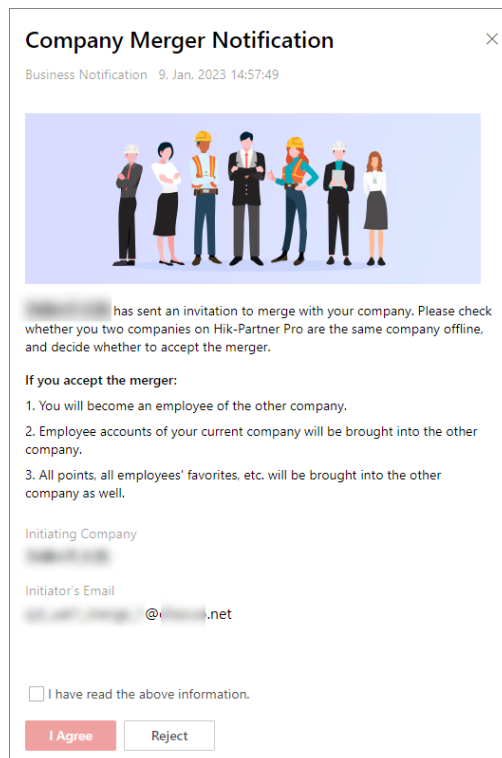 Company Merger Notification
Business Notification 9, Jan, 2023 14:57:49
has sent an invitation to merge with your company. Please check
whether you two companies on Hik-Partner Pro are the same company offline,
and decide whether to accept the merger.
If you accept the merger:
1. You will become an employee of the other company.
2. Employee accounts of your current company will be brought into the other
company.
3. All points, all employees' favorites, etc. will be brought into the other
company as well.
Initiating Company
Initiator's Email
@ .net
I have read the above information.
I Agree
Reject